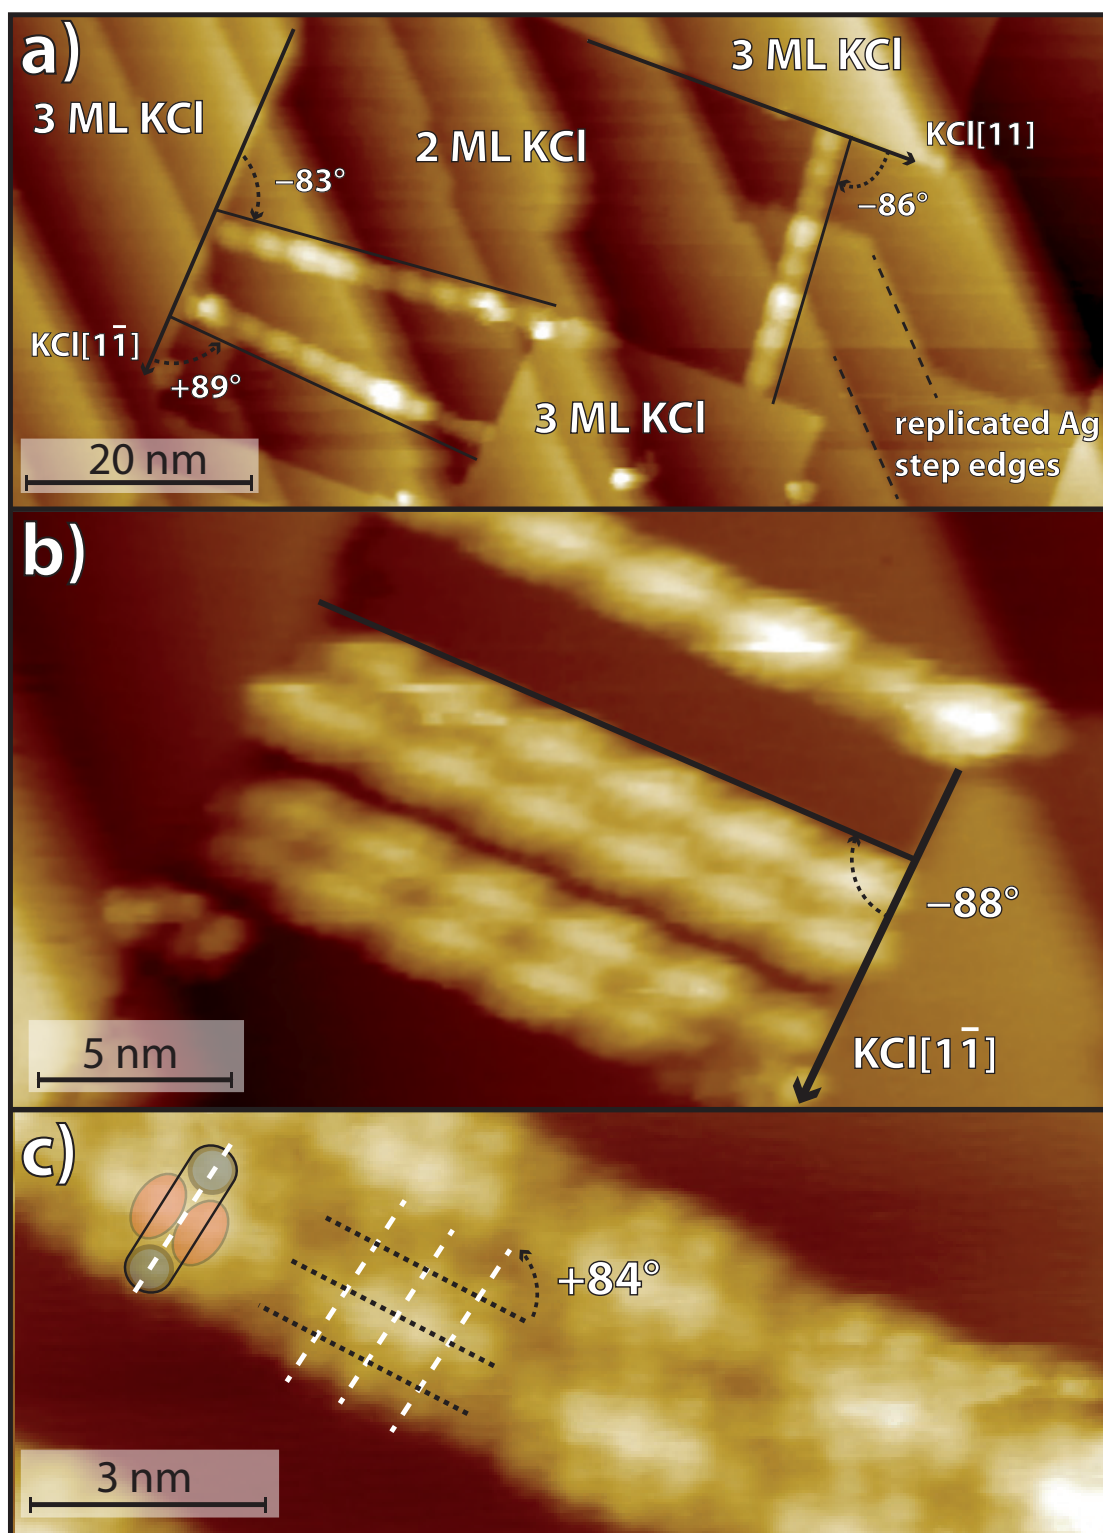 a)
3 ML KCl
3 ML KCl
2 ML KCl
KCl[11]
−83°
−86°
KCl[11̄]
+89°
3 ML KCl
replicated Ag
step edges
20 nm
b)
−88°
KCl[11̄]
5 nm
c)
+84°
3 nm